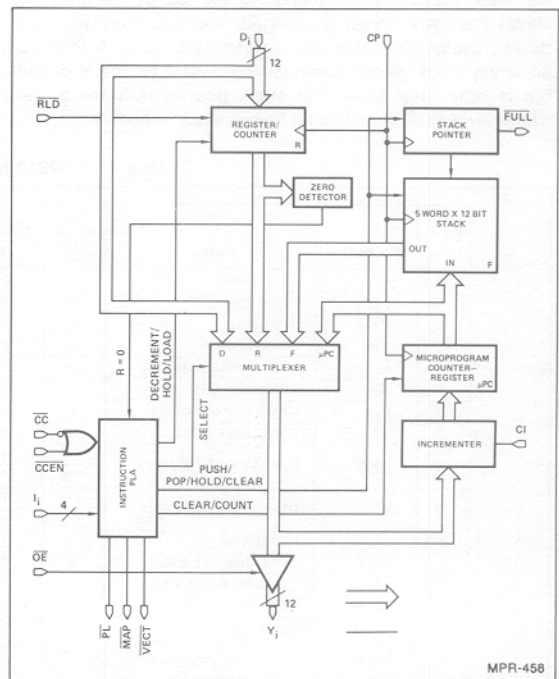 Di
CP
12
RLD
REGISTER/
COUNTER
R
STACK
POINTER
FULL
ZERO
DETECTOR
5 WORD X 12 BIT
STACK
OUT
IN
F
R = 0
DECREMENT/
HOLD/LOAD
D
R
F
µPC
MULTIPLEXER
MICROPROGRAM
COUNTER–
REGISTER
µPC
SELECT
CC
CCEN
INSTRUCTION
PLA
INCREMENTER
CI
PUSH/
POP/HOLD/CLEAR
Ii
4
CLEAR/COUNT
OE
12
PL
MAP
VECT
Yi
MPR-458